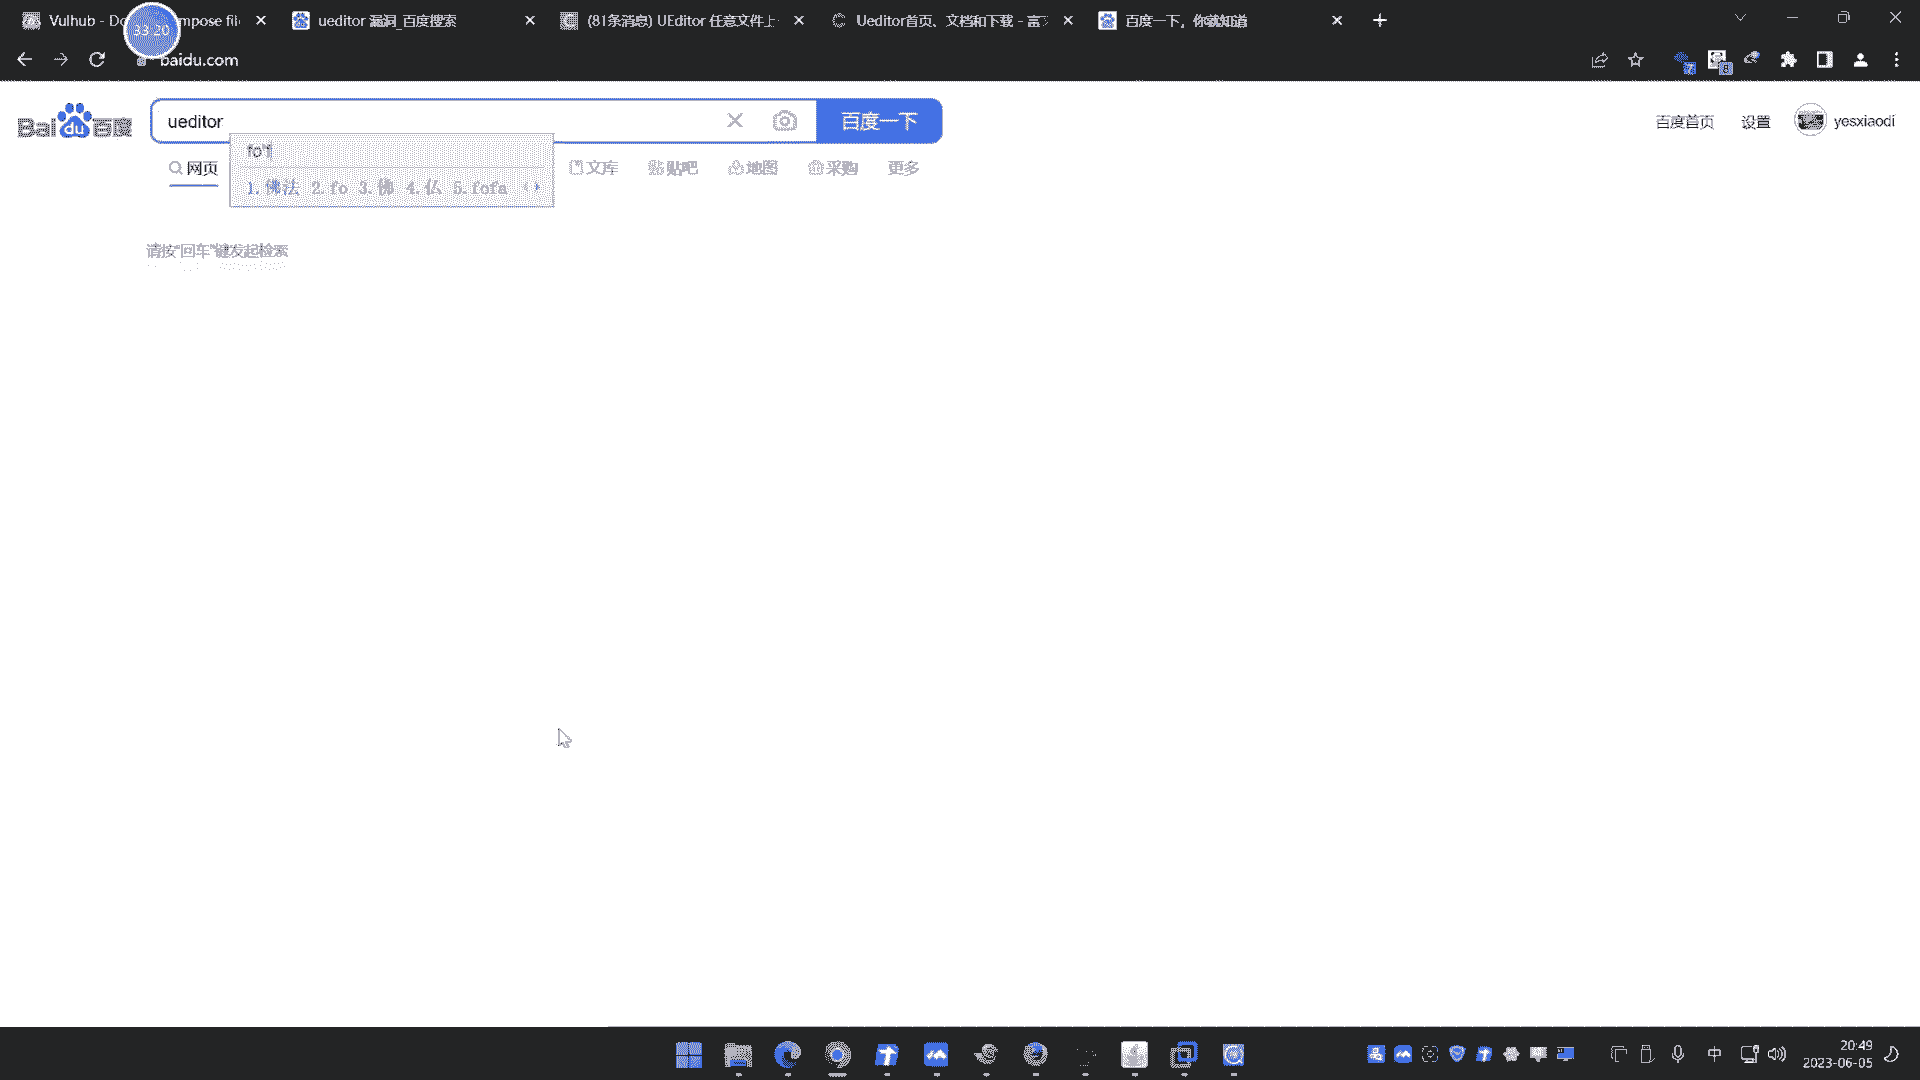 Vulhub - Do
mpose fil
ueditor 漏洞_百度搜索
(81条消息) UEditor 任意文件上
Ueditor首页、文档和下载 - 富
百度一下，你就知道
33:20
baidu.com
Bai du 百度
ueditor
百度一下
百度首页
设置
yesxiaodi
fo'f
1.佛法 2.fo 3.佛 4.仏 5.fofa
网页
文库
贴吧
地图
采购
更多
请按“回车”键发起检索
中
20:49
2023-06-05